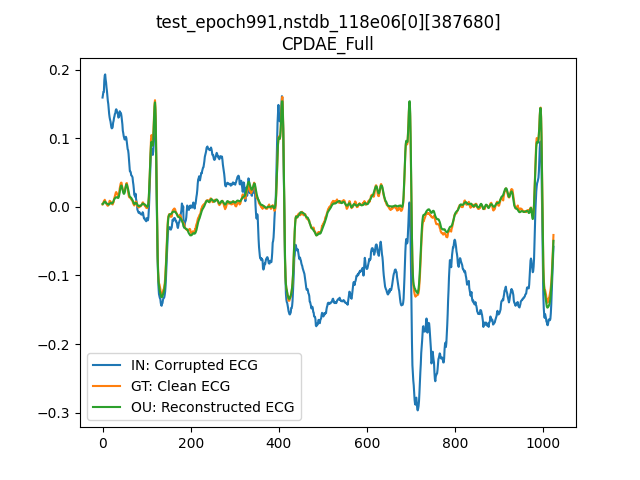 test_epoch991,nstdb_118e06[0][387680]
CPDAE_Full
0.2
0.1
0.0
−0.1
−0.2
−0.3
IN: Corrupted ECG
GT: Clean ECG
OU: Reconstructed ECG
0 200 400 600 800 1000